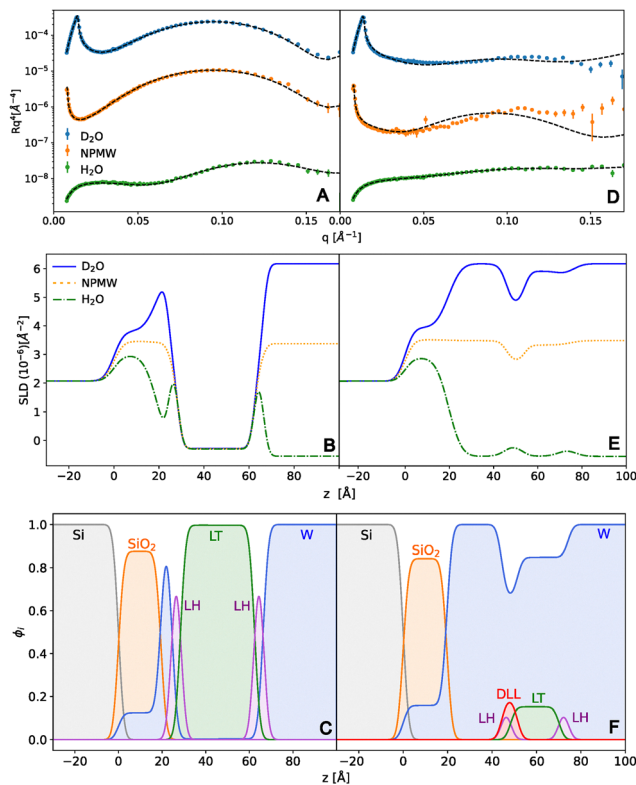 10⁻⁴
10⁻⁵
10⁻⁶
10⁻⁷
10⁻⁸
Rq⁴[Å⁻⁴]
D₂O
NPMW
H₂O
A
D
0.00 0.05 0.10 0.15 0.00 0.05 0.10 0.15
q [Å⁻¹]
q [Å⁻¹]
6
5
4
3
2
1
0
SLD (10⁻⁶)[Å⁻²]
D₂O
NPMW
H₂O
B
E
−20 0 20 40 60 80 −20 0 20 40 60 80 100
z [Å]
z [Å]
1.0
0.8
0.6
0.4
0.2
0.0
ϕᵢ
Si
SiO₂
LT
W
LH
LH
C
Si
SiO₂
W
DLL
LT
LH
LH
F
−20 0 20 40 60 80 −20 0 20 40 60 80 100
z [Å]
z [Å]